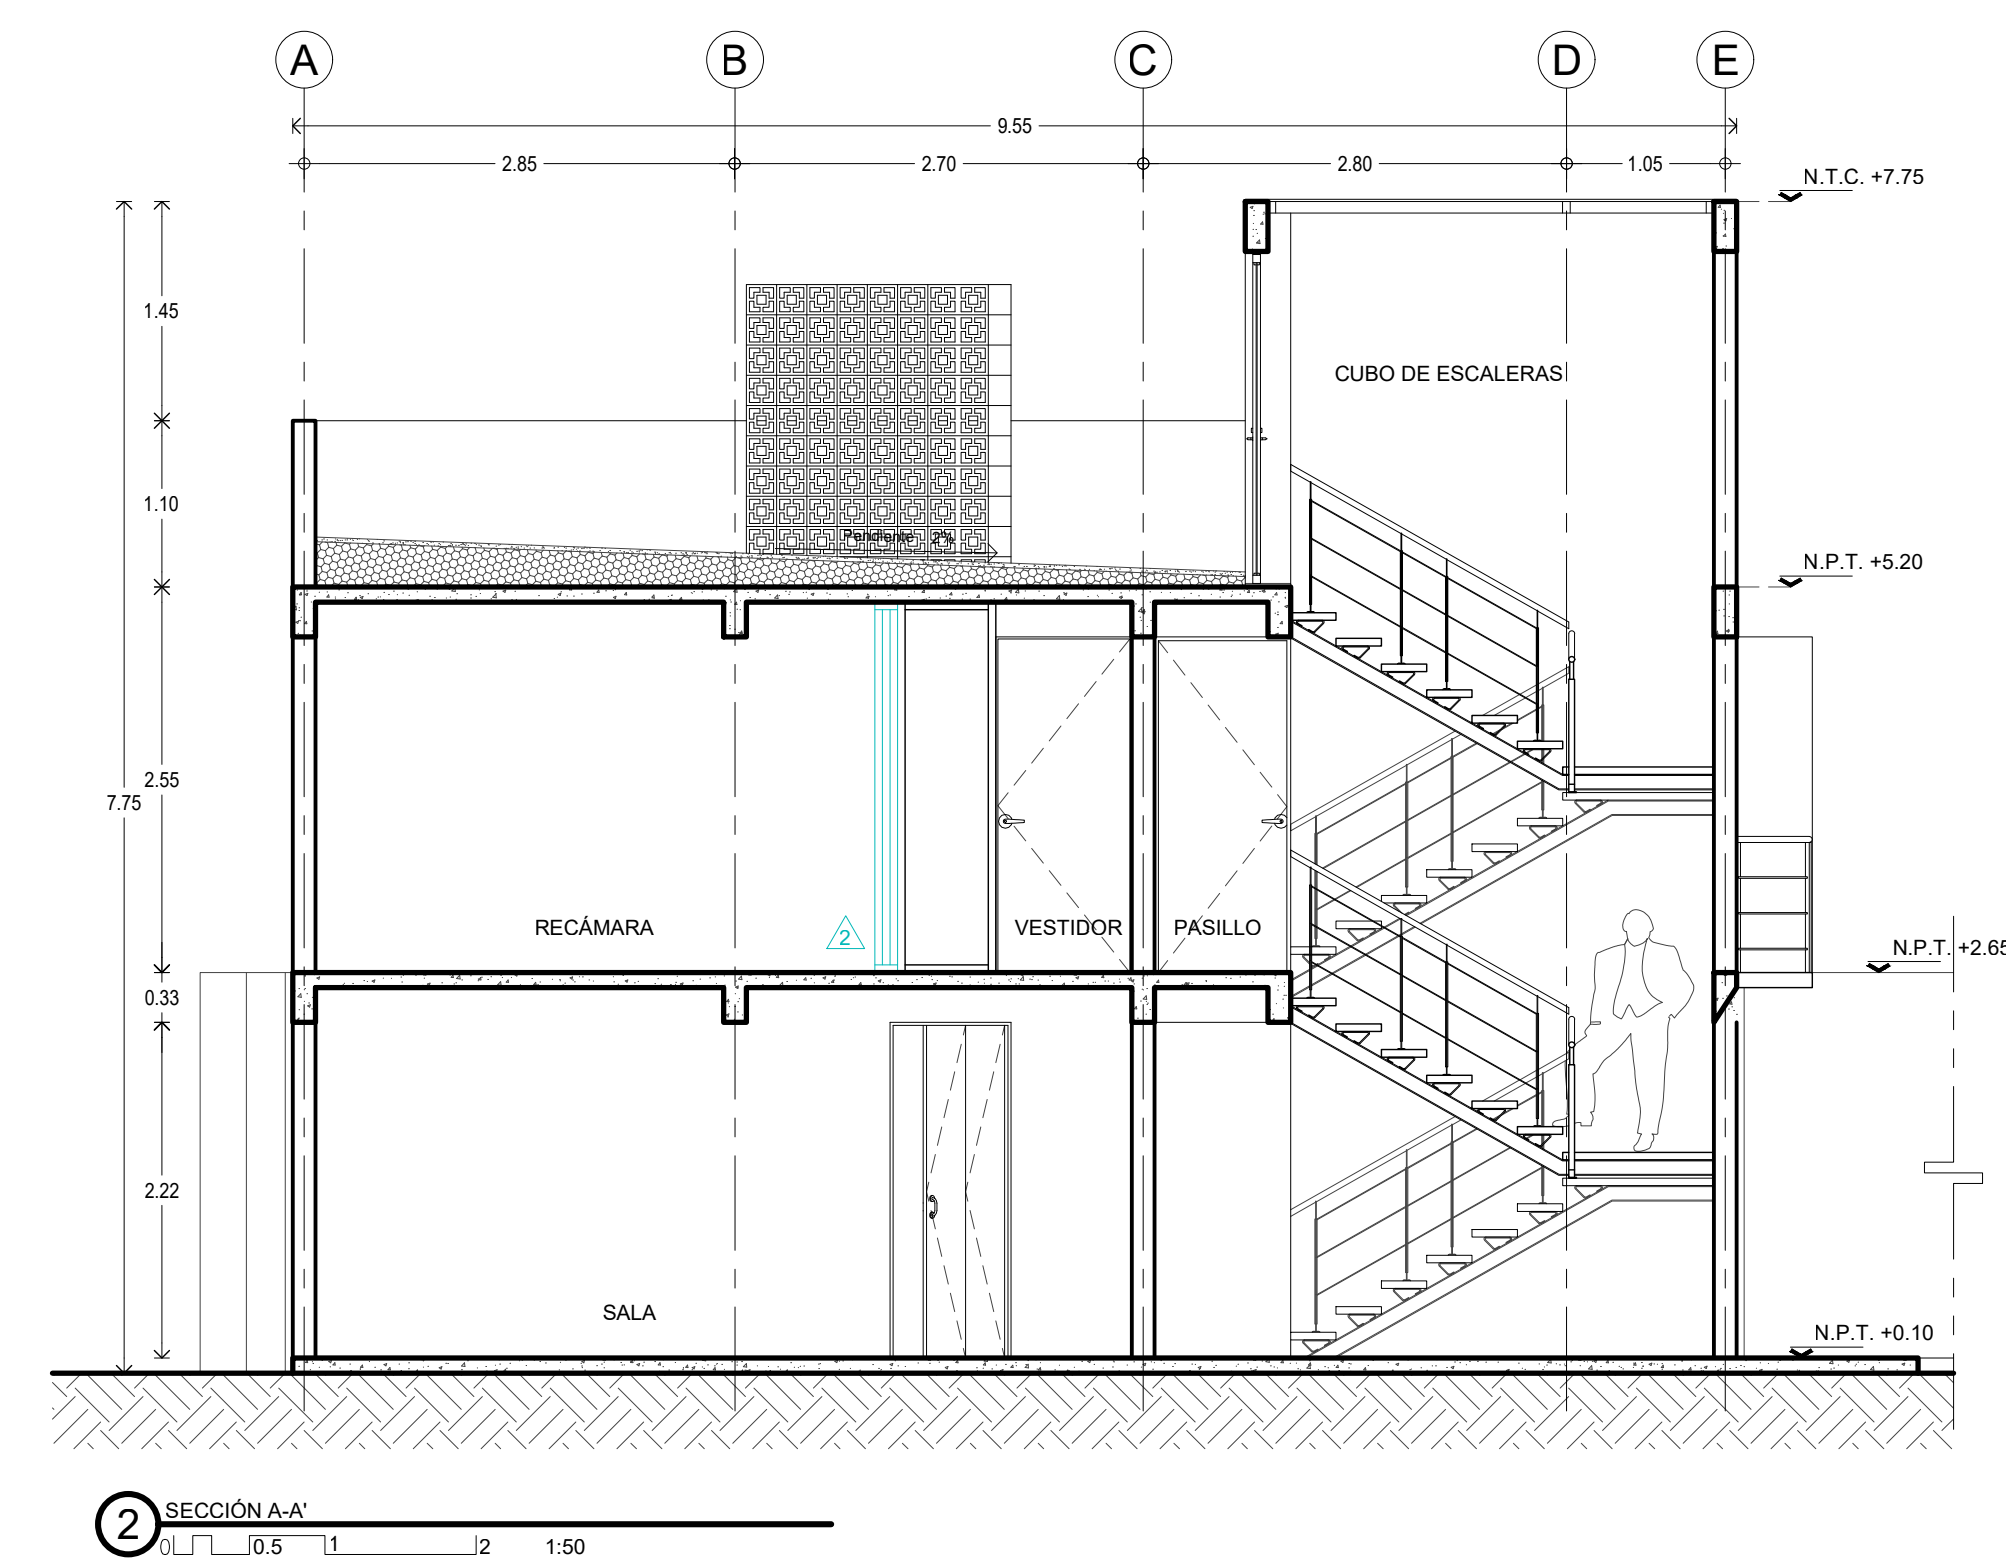 A B C D E
9.55
2.85 2.70 2.80 1.05
N.T.C. +7.75
1.45
CUBO DE ESCALERAS
1.10
Pendiente 2%
N.P.T. +5.20
2.55
7.75
RECÁMARA
2
VESTIDOR
PASILLO
N.P.T. +2.65
0.33
2.22
SALA
N.P.T. +0.10
2
SECCIÓN A-A'
0 0.5 1 2 1:50